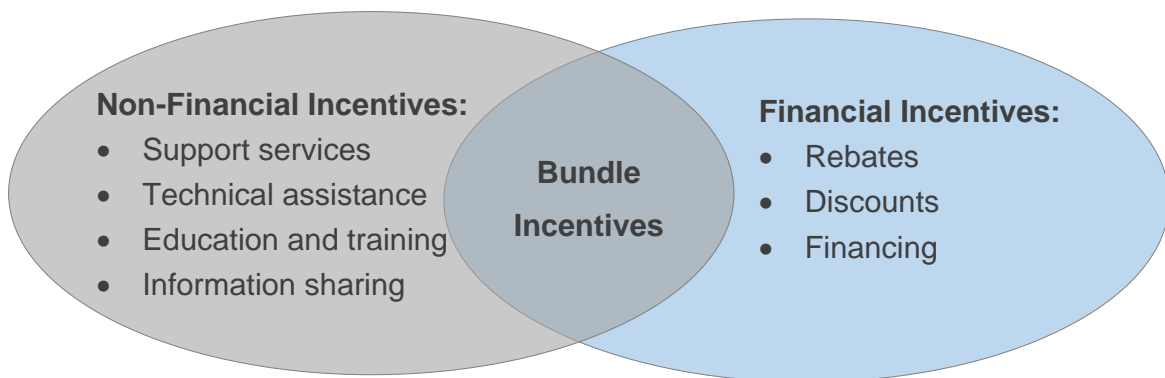 Non-Financial Incentives:
• Support services
• Technical assistance
• Education and training
• Information sharing
Bundle
Incentives
Financial Incentives:
• Rebates
• Discounts
• Financing